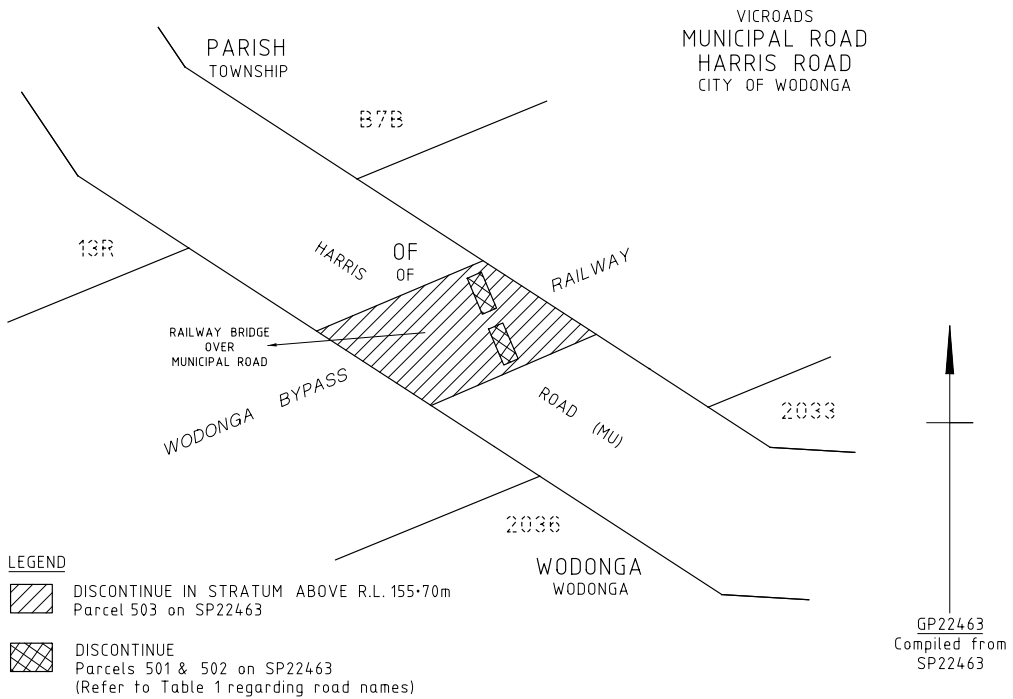 VICROADS
MUNICIPAL ROAD
HARRIS ROAD
CITY OF WODONGA
PARISH
TOWNSHIP
B7B
13R
HARRIS
OF
OF
RAILWAY
RAILWAY BRIDGE
OVER
MUNICIPAL ROAD
WODONGA BYPASS
ROAD (MU)
2033
2036
WODONGA
WODONGA
LEGEND
DISCONTINUE IN STRATUM ABOVE R.L. 155·70m
Parcel 503 on SP22463
DISCONTINUE
Parcels 501 & 502 on SP22463
(Refer to Table 1 regarding road names)
GP22463
Compiled from
SP22463